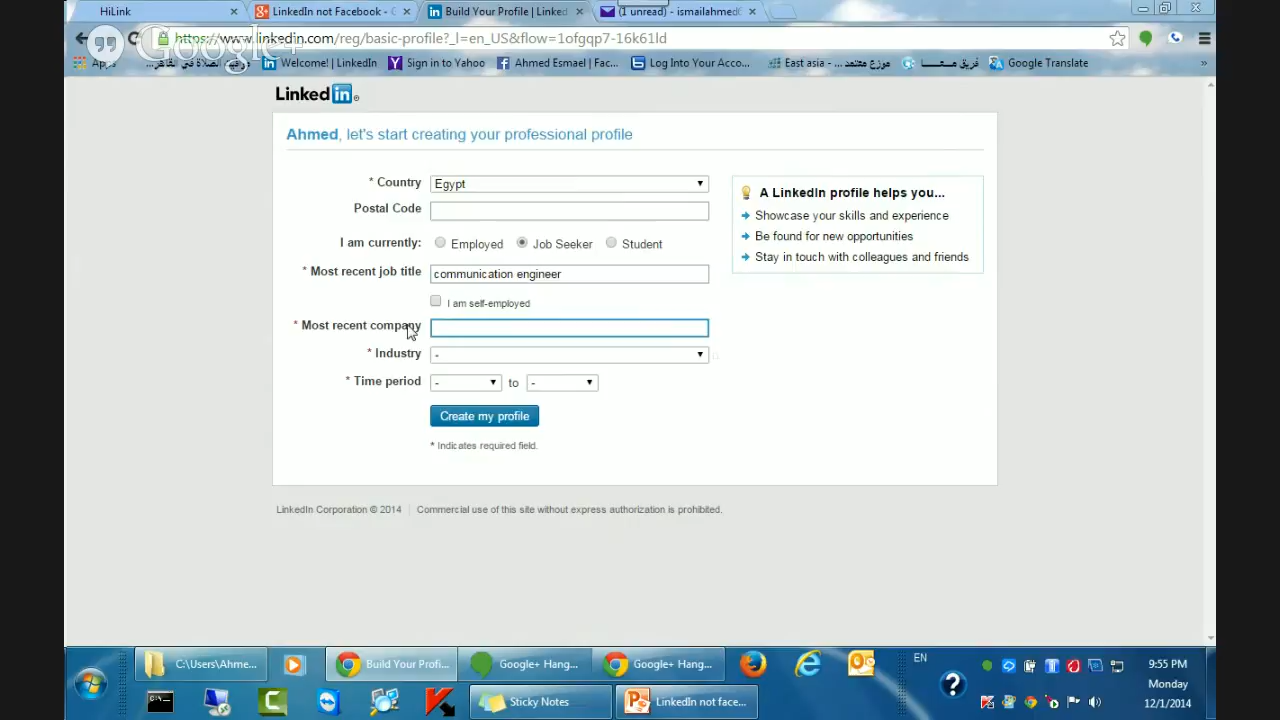 HiLink
LinkedIn not Facebook - G
Build Your Profile | Linked
(1 unread) - ismailahmed
https://www.linkedin.com/reg/basic-profile?_l=en_US&flow=1ofgqp7-16k61ld
Google+
Apps
Welcome! | LinkedIn
Sign in to Yahoo
Ahmed Esmael | Fac...
Log Into Your Acco...
East asia - موزع معتمد ...
Google Translate
»
Linked in
Ahmed, let's start creating your professional profile
* Country
Egypt
Postal Code
I am currently:
Employed
Job Seeker
Student
* Most recent job title
communication engineer
I am self-employed
* Most recent company
* Industry
-
* Time period
-
to
-
Create my profile
* Indicates required field.
A LinkedIn profile helps you...
Showcase your skills and experience
Be found for new opportunities
Stay in touch with colleagues and friends
LinkedIn Corporation © 2014
Commercial use of this site without express authorization is prohibited.
C:\Users\Ahme...
Build Your Profi...
Google+ Hang...
Google+ Hang...
EN
9:55 PM
Monday
12/1/2014
Sticky Notes
LinkedIn not face...